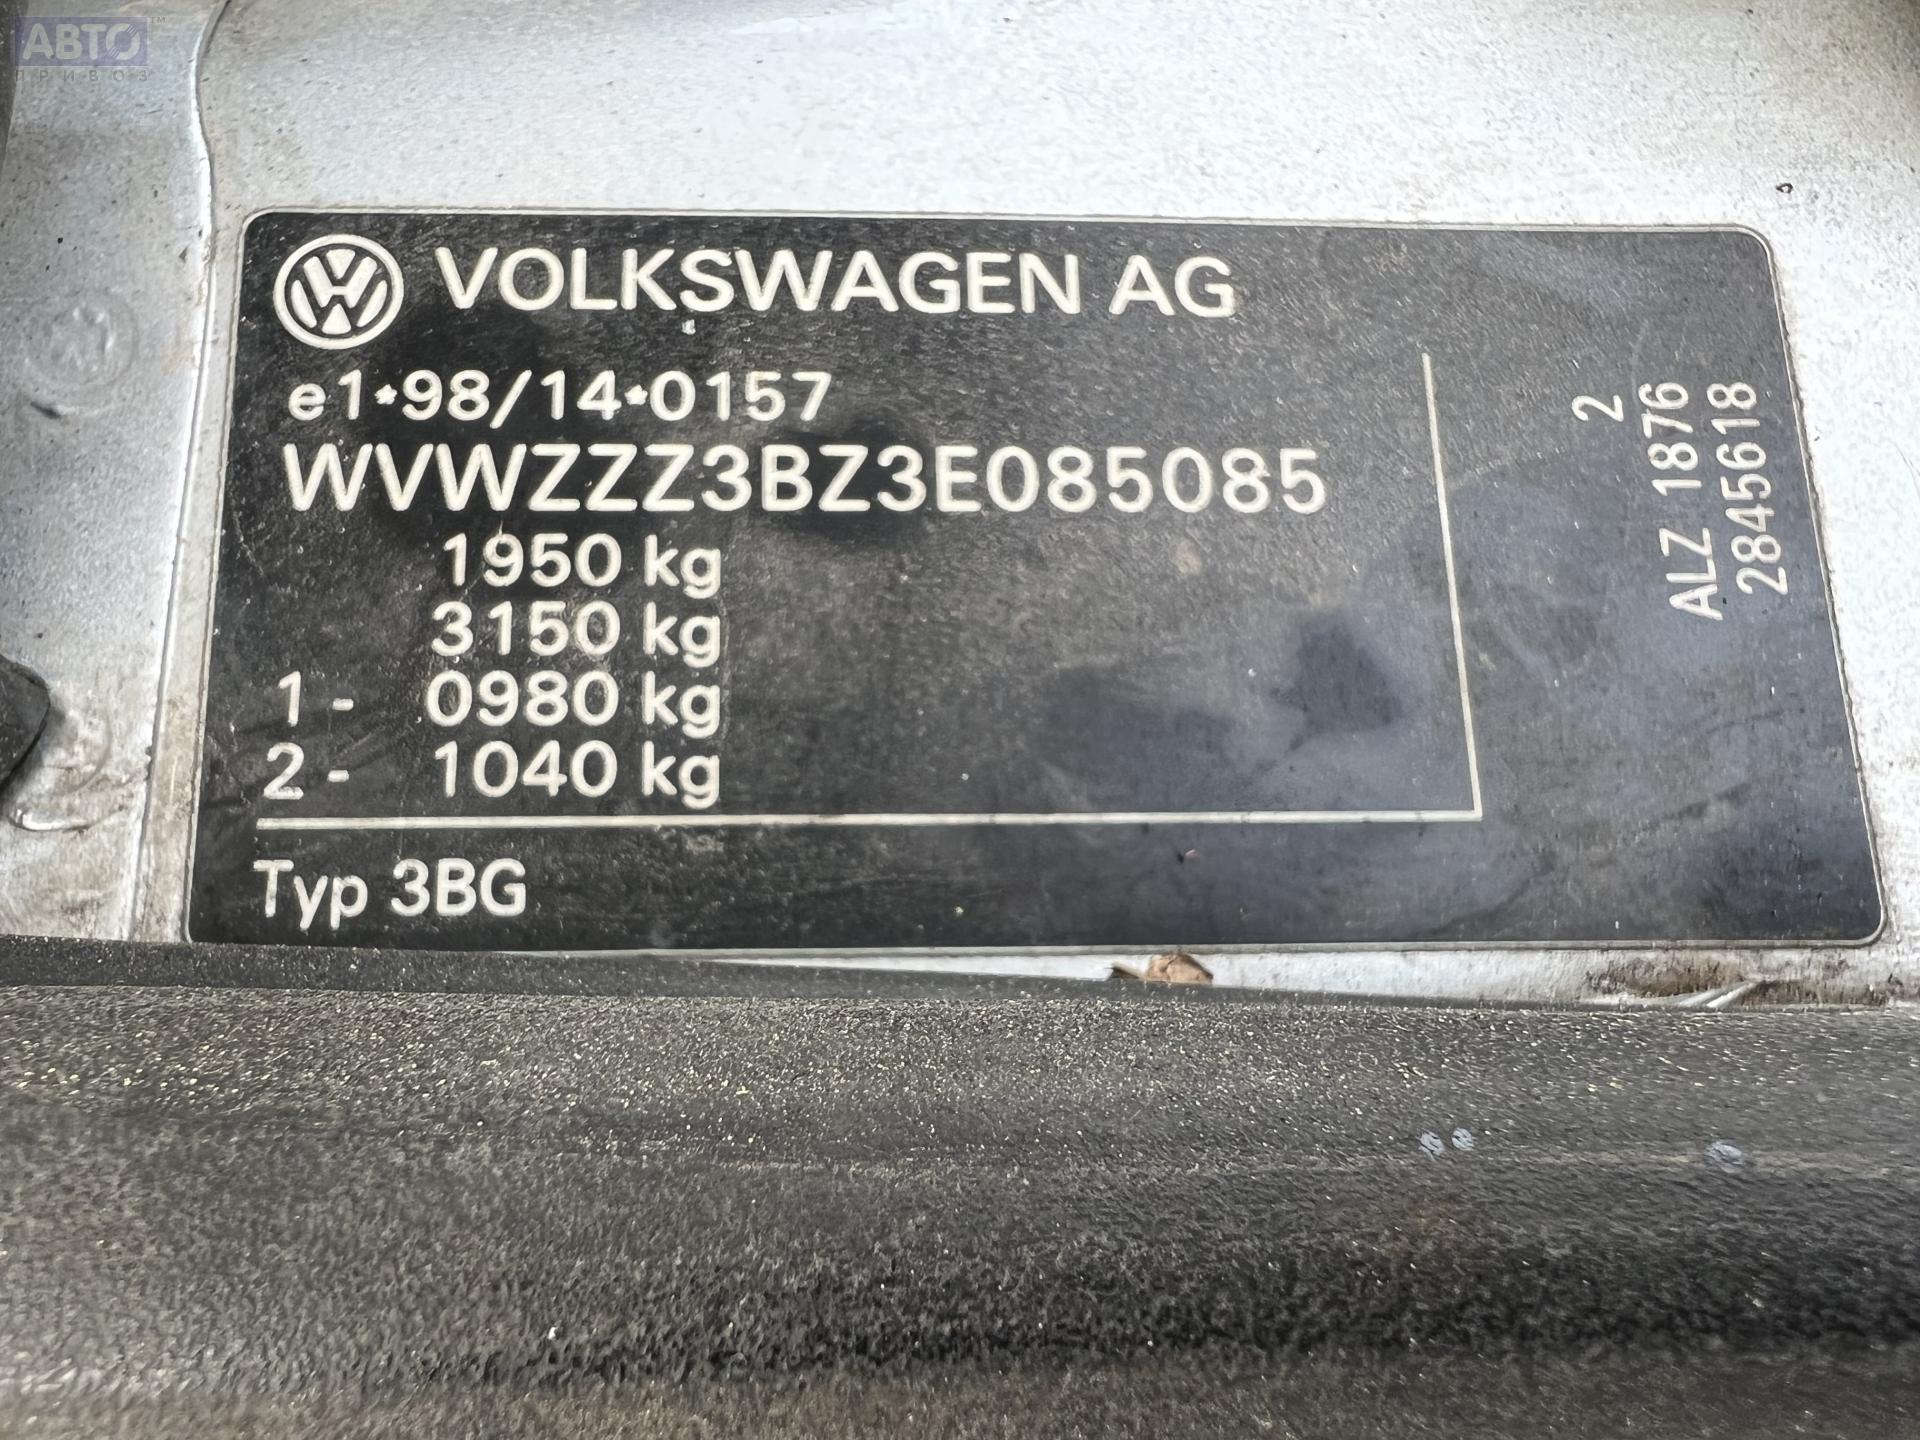 АВТО™
ПРИВОЗ
VOLKSWAGEN AG
e1*98/14*0157
WVWZZZ3BZ3E085085
1950 kg
3150 kg
1 - 0980 kg
2 - 1040 kg
Typ 3BG
2
ALZ 1876
2845618